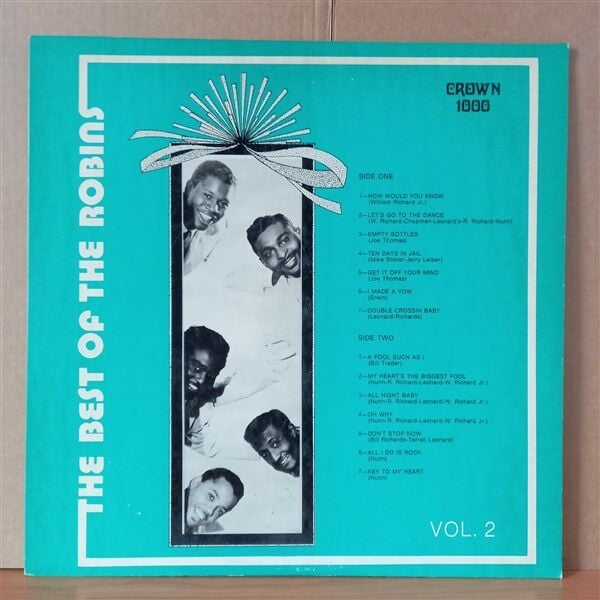 THE BEST OF THE ROBINS
CROWN
1000
SIDE ONE
1—HOW WOULD YOU KNOW
(William Richard Jr.)
2—LET'S GO TO THE DANCE
(W. Richard-Chapman-Leonard's-R. Richard-Nunn)
3—EMPTY BOTTLES
(Joe Thomas)
4—TEN DAYS IN JAIL
(Mike Stoller-Jerry Leiber)
5—GET IT OFF YOUR MIND
(Joe Thomas)
6—I MADE A VOW
(Erwin)
7—DOUBLE CROSSIN BABY
(Leonard-Richards)
SIDE TWO
1—A FOOL SUCH AS I
(Bill Trader)
2—MY HEART'S THE BIGGEST FOOL
(Nunn-R. Richard-Leonard-W. Richard Jr.)
3—ALL NIGHT BABY
(Nunn-R. Richard-Leonard-W. Richard Jr.)
4—OH WHY
(Nunn-R. Richard-Leonard-W. Richard Jr.)
5—DON'T STOP NOW
(Bill Richards-Terrell Leonard)
6—ALL I DO IS ROCK
(Nunn)
7—KEY TO MY HEART
(Nunn)
VOL. 2